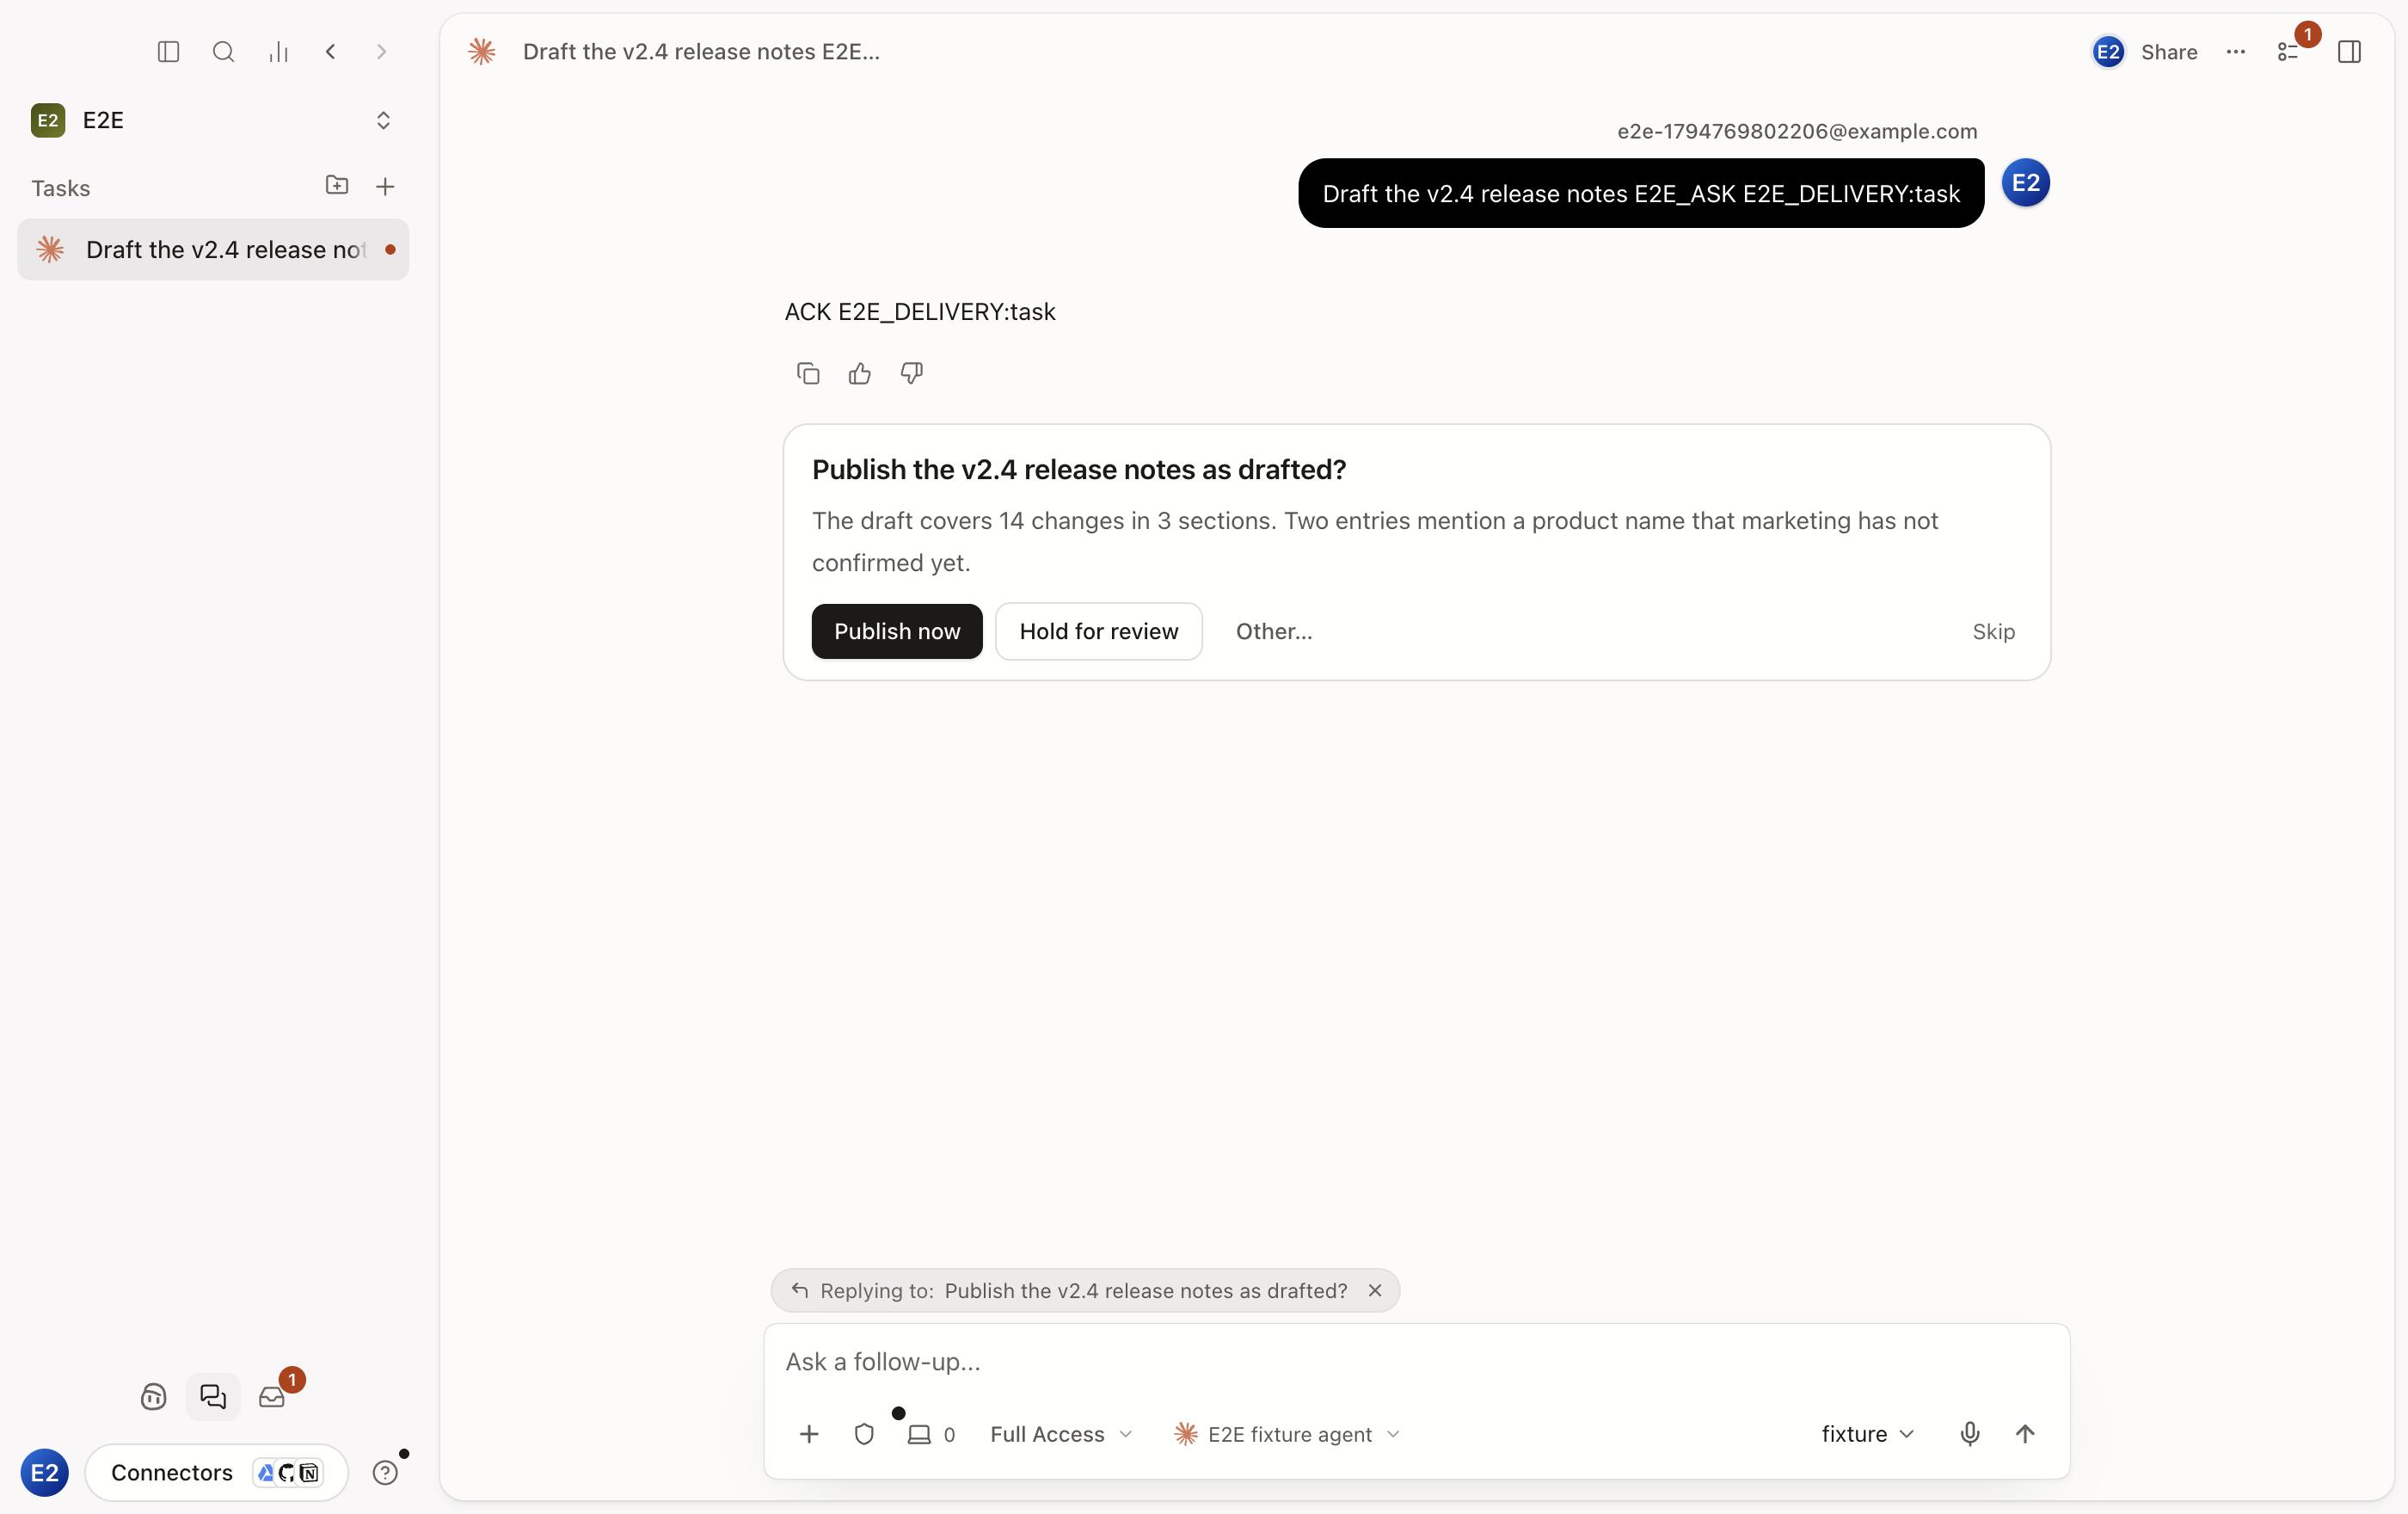 Draft the v2.4 release notes E2E...
E2 Share
1
E2 E2E
Tasks
Draft the v2.4 release not
e2e-1794769802206@example.com
Draft the v2.4 release notes E2E_ASK E2E_DELIVERY:task
E2
ACK E2E_DELIVERY:task
Publish the v2.4 release notes as drafted?
The draft covers 14 changes in 3 sections. Two entries mention a product name that marketing has not
confirmed yet.
Publish now
Hold for review
Other...
Skip
Replying to: Publish the v2.4 release notes as drafted?
Ask a follow-up...
0
Full Access
E2E fixture agent
fixture
1
E2
Connectors